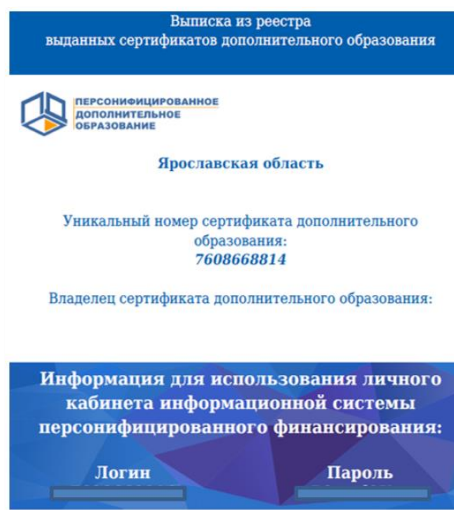 Выписка из реестра
выданных сертификатов дополнительного образования
ПЕРСОНИФИЦИРОВАННОЕ
ДОПОЛНИТЕЛЬНОЕ
ОБРАЗОВАНИЕ
Ярославская область
Уникальный номер сертификата дополнительного
образования:
7608668814
Владелец сертификата дополнительного образования:
Информация для использования личного
кабинета информационной системы
персонифицированного финансирования:
Логин Пароль